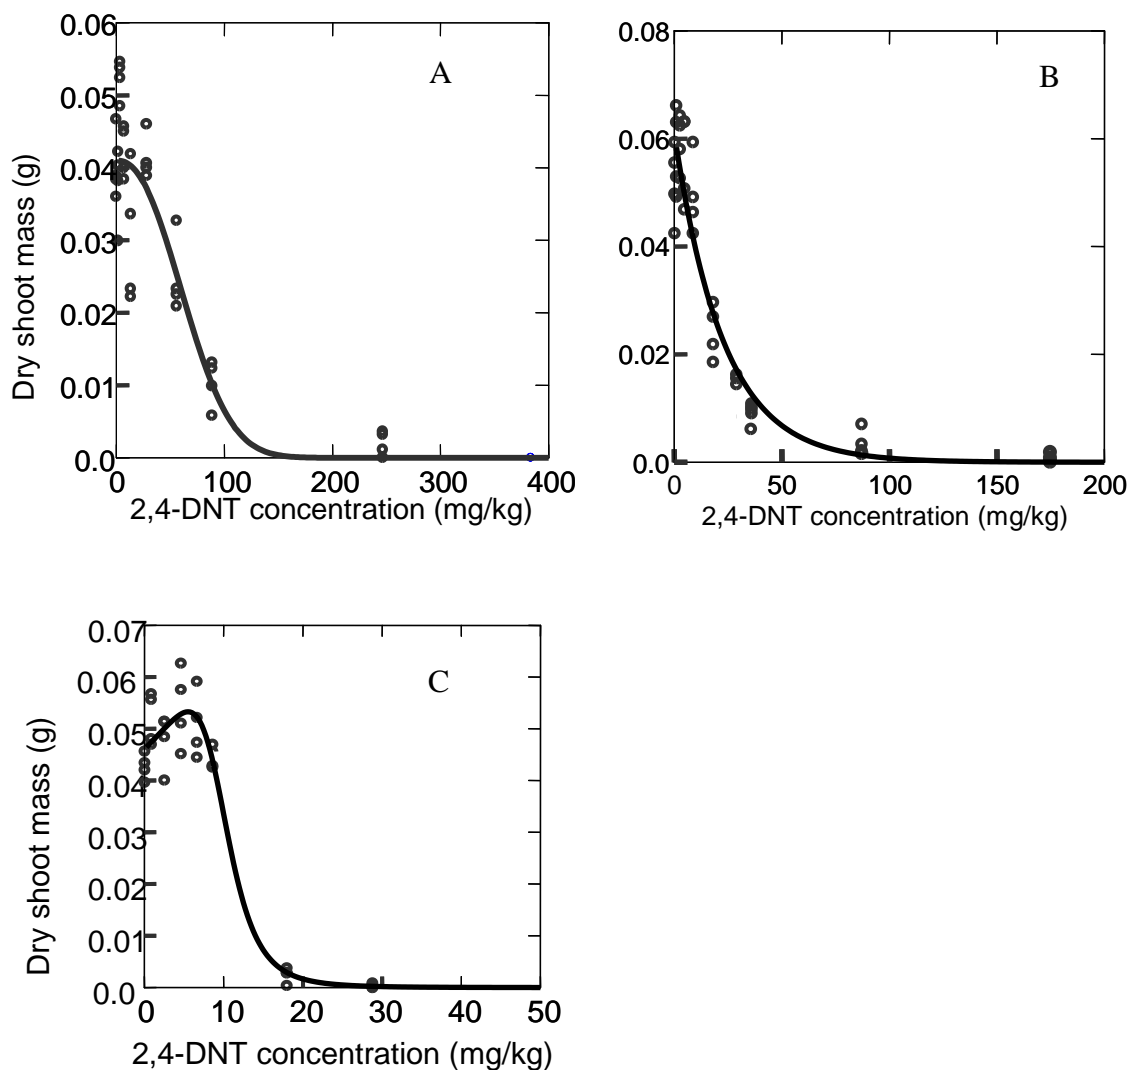 A
Dry shoot mass (g)
0.06
0.05
0.04
0.03
0.02
0.01
0.0
0 100 200 300 400
2,4-DNT concentration (mg/kg)
B
0.08
0.06
0.04
0.02
0.0
0 50 100 150 200
2,4-DNT concentration (mg/kg)
C
Dry shoot mass (g)
0.07
0.06
0.05
0.04
0.03
0.02
0.01
0.0
0 10 20 30 40 50
2,4-DNT concentration (mg/kg)